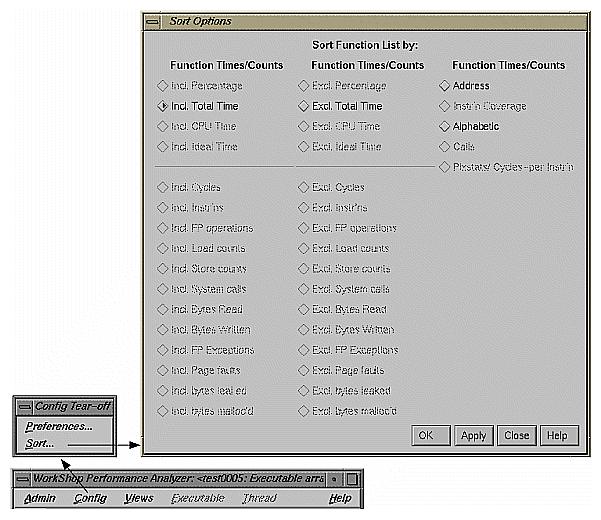 Sort Options
Sort Function List by:
Function Times/Counts Function Times/Counts Function Times/Counts
Incl. Percentage Excl. Percentage Address
Incl. Total Time Excl. Total Time Instr'n Coverage
Incl. CPU Time Excl. CPU Time Alphabetic
Incl. Ideal Time Excl. Ideal Time Calls
Pixstats/ Cycles-per Instr'n
Incl. Cycles Excl. Cycles
Incl. Instr'ns Excl. Instr'ns
Incl. FP operations Excl. FP operations
Incl. Load counts Excl. Load counts
Incl. Store counts Excl. Store counts
Incl. System calls Excl. System calls
Incl. Bytes Read Excl. Bytes Read
Incl. Bytes Written Excl. Bytes Written
Incl. FP Exceptions Excl. FP Exceptions
Incl. Page faults Excl. Page faults
Incl. bytes leaked Excl. bytes leaked
Incl. bytes malloc'd Excl. bytes malloc'd
OK Apply Close Help
Config Tear-off
Preferences...
Sort...
WorkShop Performance Analyzer: <test0005: Executable arra
Admin Config Views Executable Thread Help